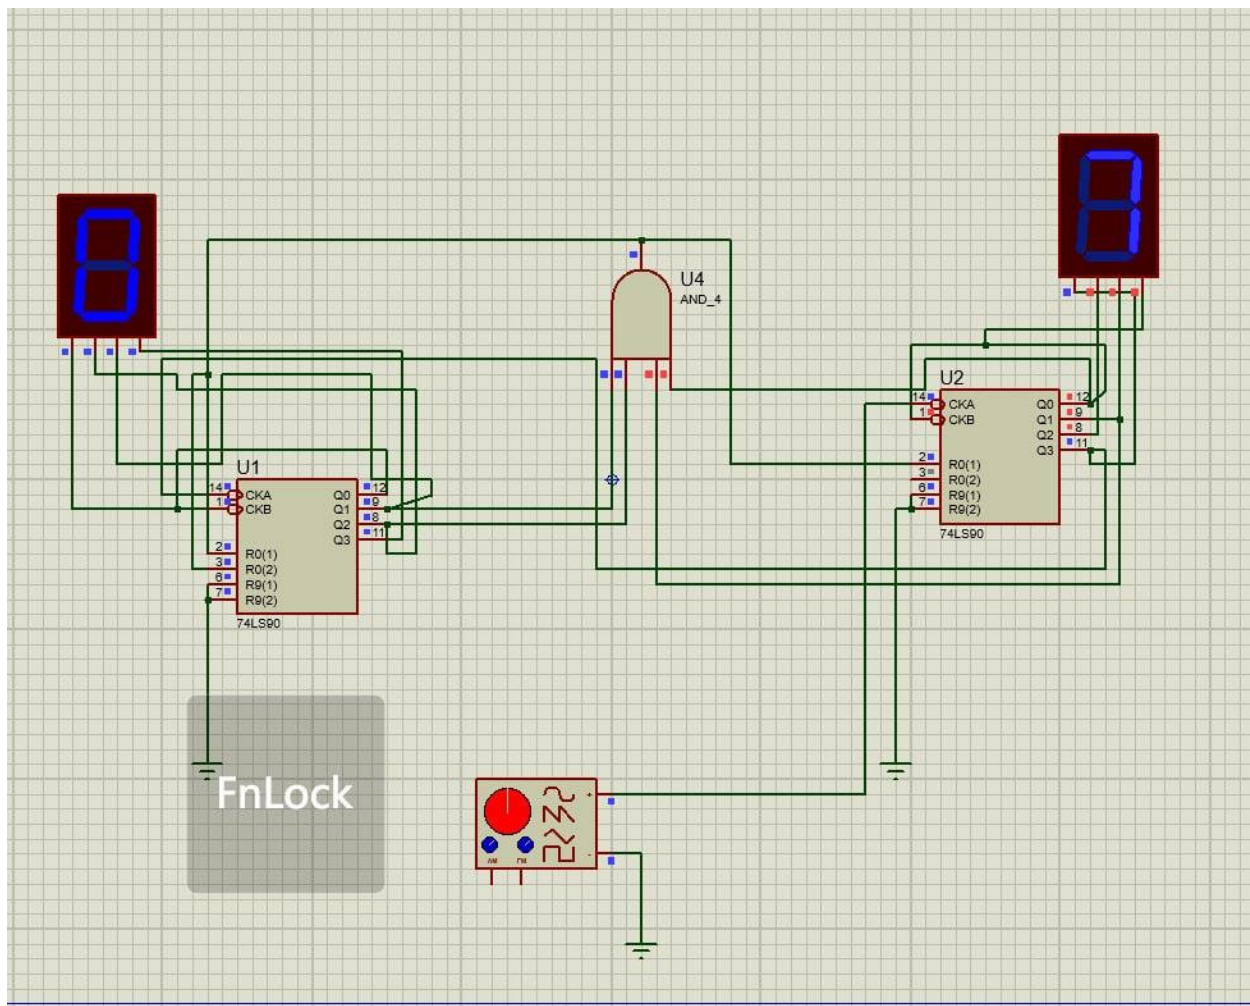 0
7
U4
AND_4
U2
14
CKA
Q0
12
1
CKB
Q1
9
Q2
8
Q3
11
2
R0(1)
3
R0(2)
6
R9(1)
7
R9(2)
74LS90
U1
14
CKA
Q0
12
1
CKB
Q1
9
Q2
8
Q3
11
2
R0(1)
3
R0(2)
6
R9(1)
7
R9(2)
74LS90
FnLock
+
-
AM
FM